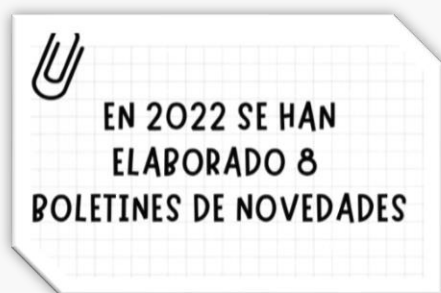 EN 2022 SE HAN
ELABORADO 8
BOLETINES DE NOVEDADES